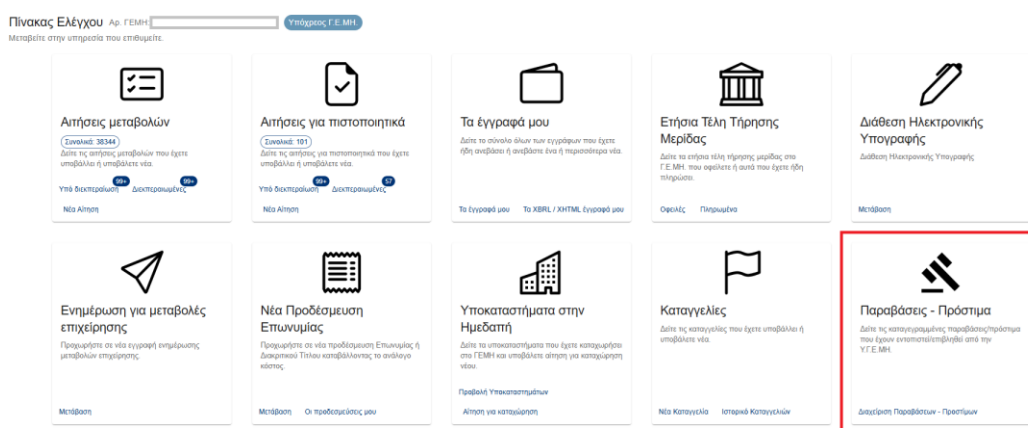 Πίνακας Ελέγχου Αρ. ΓΕΜΗ: Υπόχρεος Γ.Ε.ΜΗ.
Μεταβείτε στην υπηρεσία που επιθυμείτε.
Αιτήσεις μεταβολών
Συνολικά: 38344
Δείτε τις αιτήσεις μεταβολών που έχετε
υποβάλλει ή υποβάλετε νέα.
99+ 99+
Υπό διεκπεραίωση Διεκπεραιωμένες
Νέα Αίτηση
Αιτήσεις για πιστοποιητικά
Συνολικά: 101
Δείτε τις αιτήσεις για πιστοποιητικά που έχετε
υποβάλλει ή υποβάλετε νέα.
99+ 57
Υπό διεκπεραίωση Διεκπεραιωμένες
Νέα Αίτηση
Τα έγγραφά μου
Δείτε το σύνολο όλων των εγγράφων που έχετε
ήδη ανεβάσει ή ανεβάστε ένα ή περισσότερα νέα.
Τα έγγραφά μου Τα XBRL / XHTML έγγραφά μου
Ετήσια Τέλη Τήρησης
Μερίδας
Δείτε τα ετήσια τέλη τήρησης μερίδας στο
Γ.Ε.ΜΗ. που οφείλετε ή αυτά που έχετε ήδη
πληρώσει.
Οφειλές Πληρωμένα
Διάθεση Ηλεκτρονικής
Υπογραφής
Διάθεση Ηλεκτρονικής Υπογραφής
Μετάβαση
Ενημέρωση για μεταβολές
επιχείρησης
Προχωρήστε σε νέα εγγραφή ενημέρωσης
μεταβολών επιχείρησης.
Μετάβαση
Νέα Προδέσμευση
Επωνυμίας
Προχωρήστε σε νέα προδέσμευση Επωνυμίας ή
Διακριτικού Τίτλου καταβάλλοντας το ανάλογο
κόστος.
Μετάβαση Οι προδεσμεύσεις μου
Υποκαταστήματα στην
Ημεδαπή
Δείτε τα υποκαταστήματα που έχετε καταχωρήσει
στο ΓΕΜΗ και υποβάλετε αίτηση για καταχώρηση
νέου.
Προβολή Υποκαταστημάτων
Αίτηση για καταχώρηση
Καταγγελίες
Δείτε τις καταγγελίες που έχετε υποβάλλει ή
υποβάλετε νέα.
Νέα Καταγγελία Ιστορικό Καταγγελιών
Παραβάσεις - Πρόστιμα
Δείτε τις καταγεγραμμένες παραβάσεις/πρόστιμα
που έχουν εντοπιστεί/επιβληθεί από την
Υ.Γ.Ε.ΜΗ.
Διαχείριση Παραβάσεων - Προστίμων